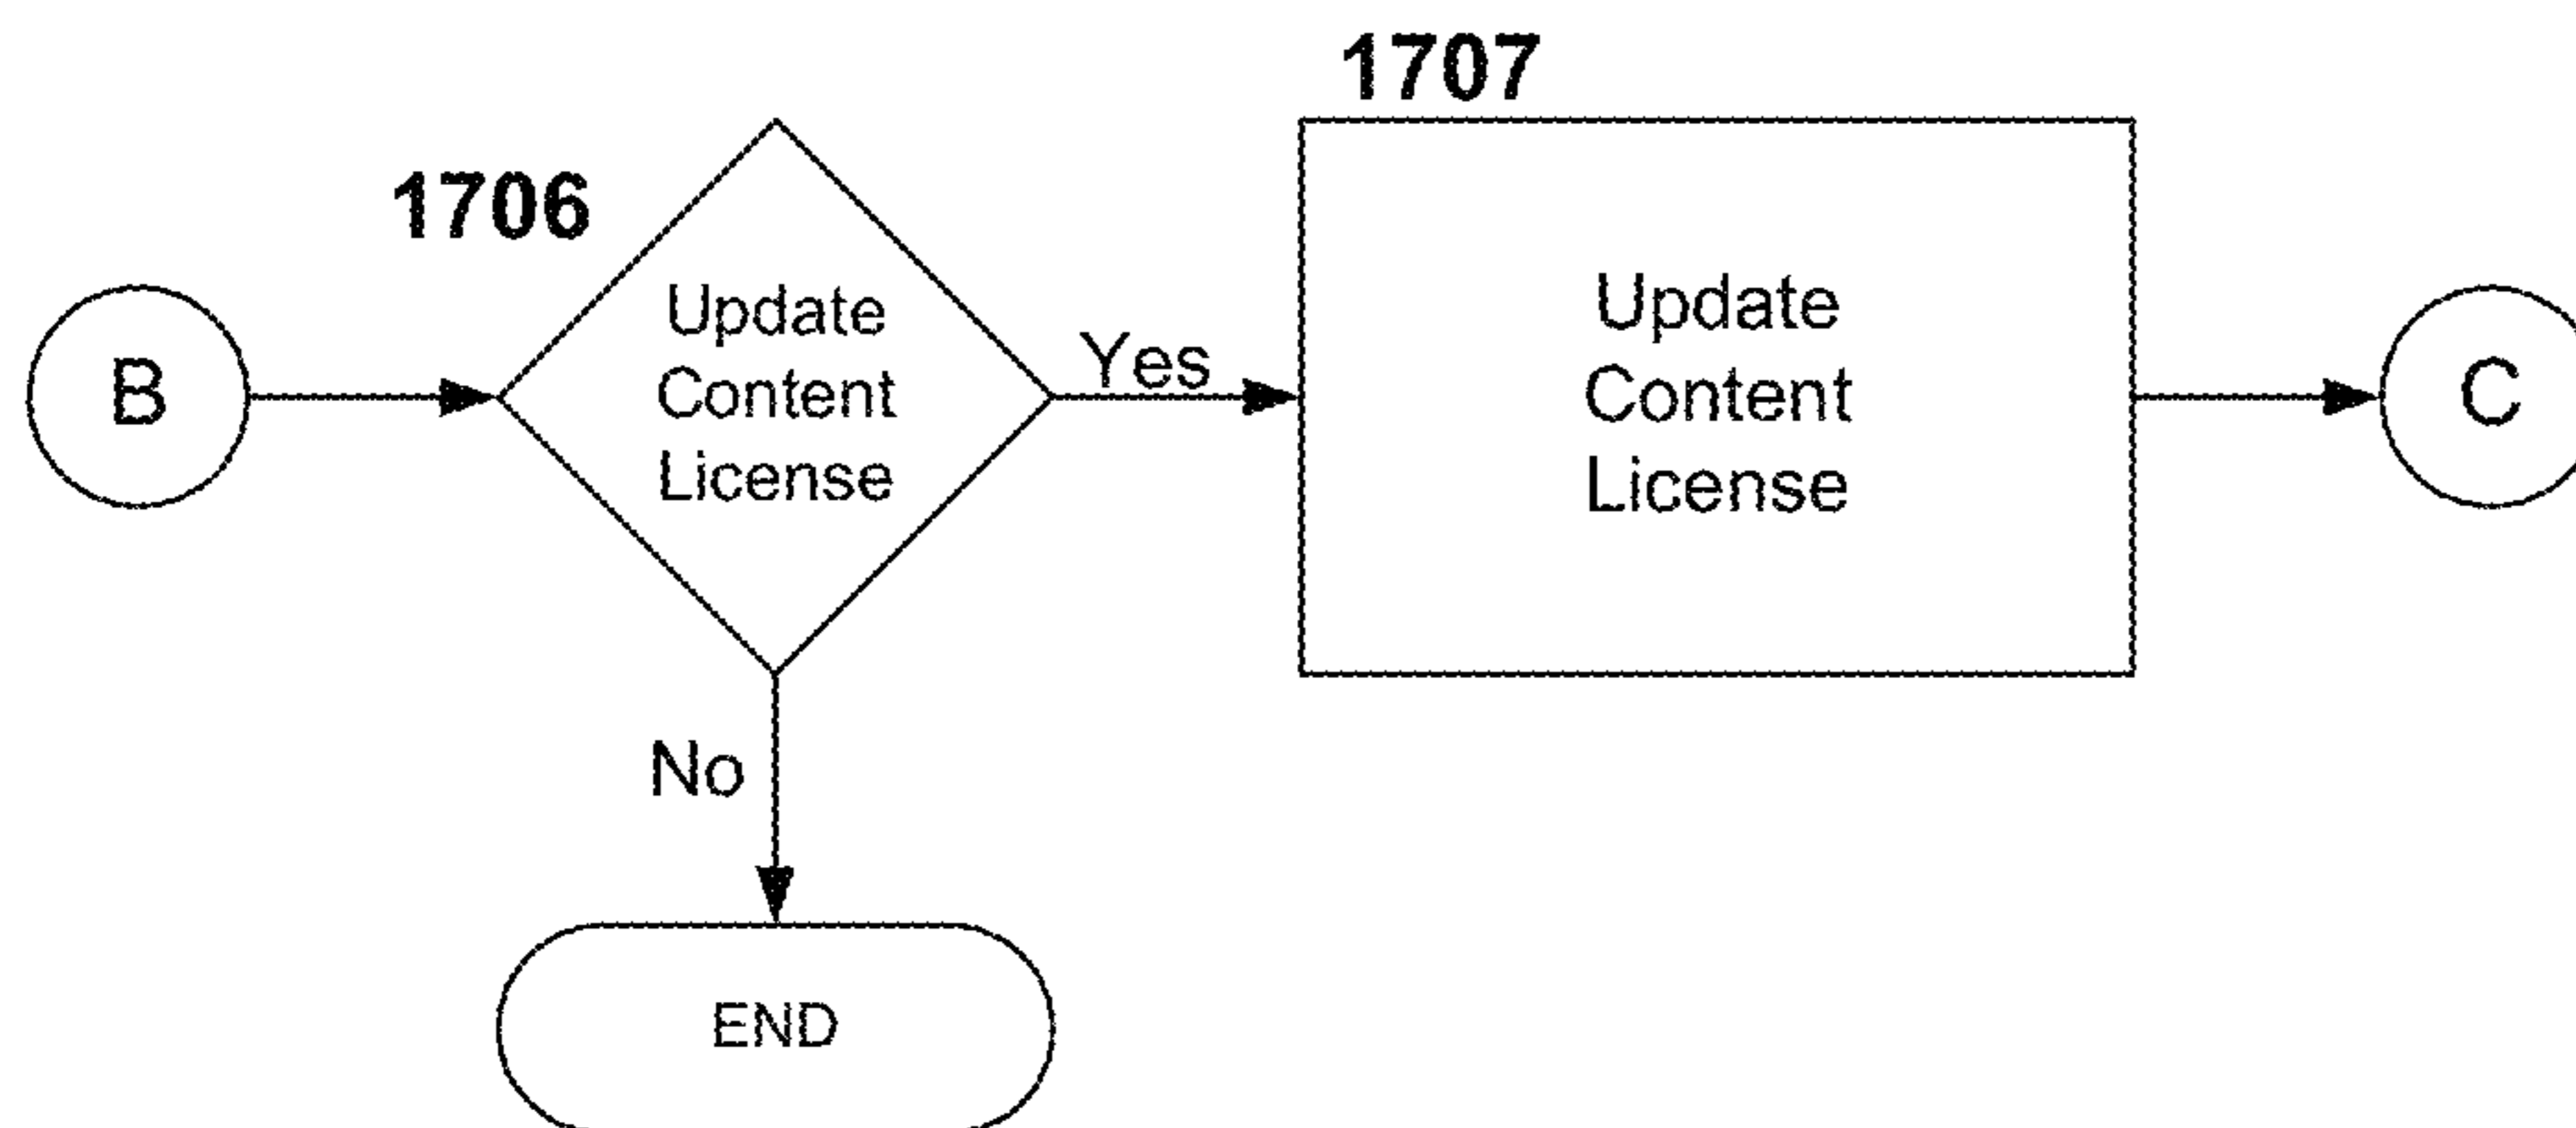 1707
1706
B
Update
Content
License
Yes
Update
Content
License
C
No
END